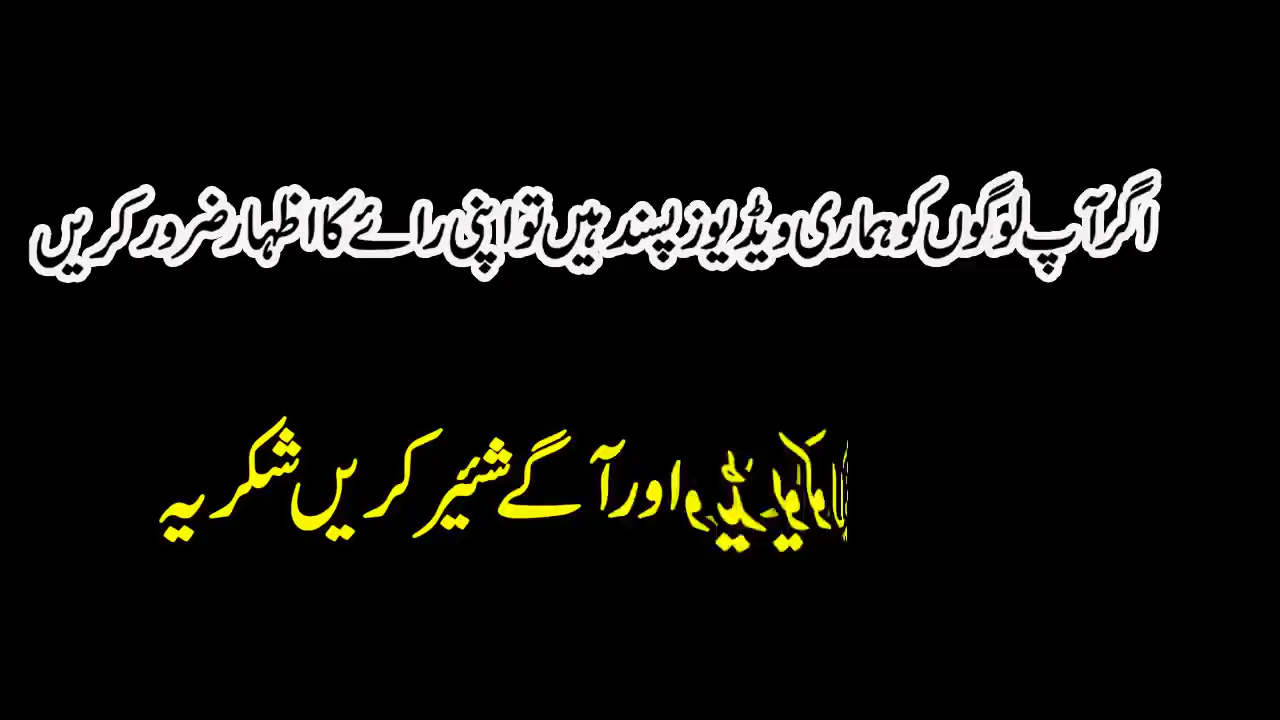 اگر آپ لوگوں کو ہماری ویڈیوز پسند ہیں تو اپنی رائے کا اظہار ضرور کریں
اور آگے شئیر کریں شکریہ